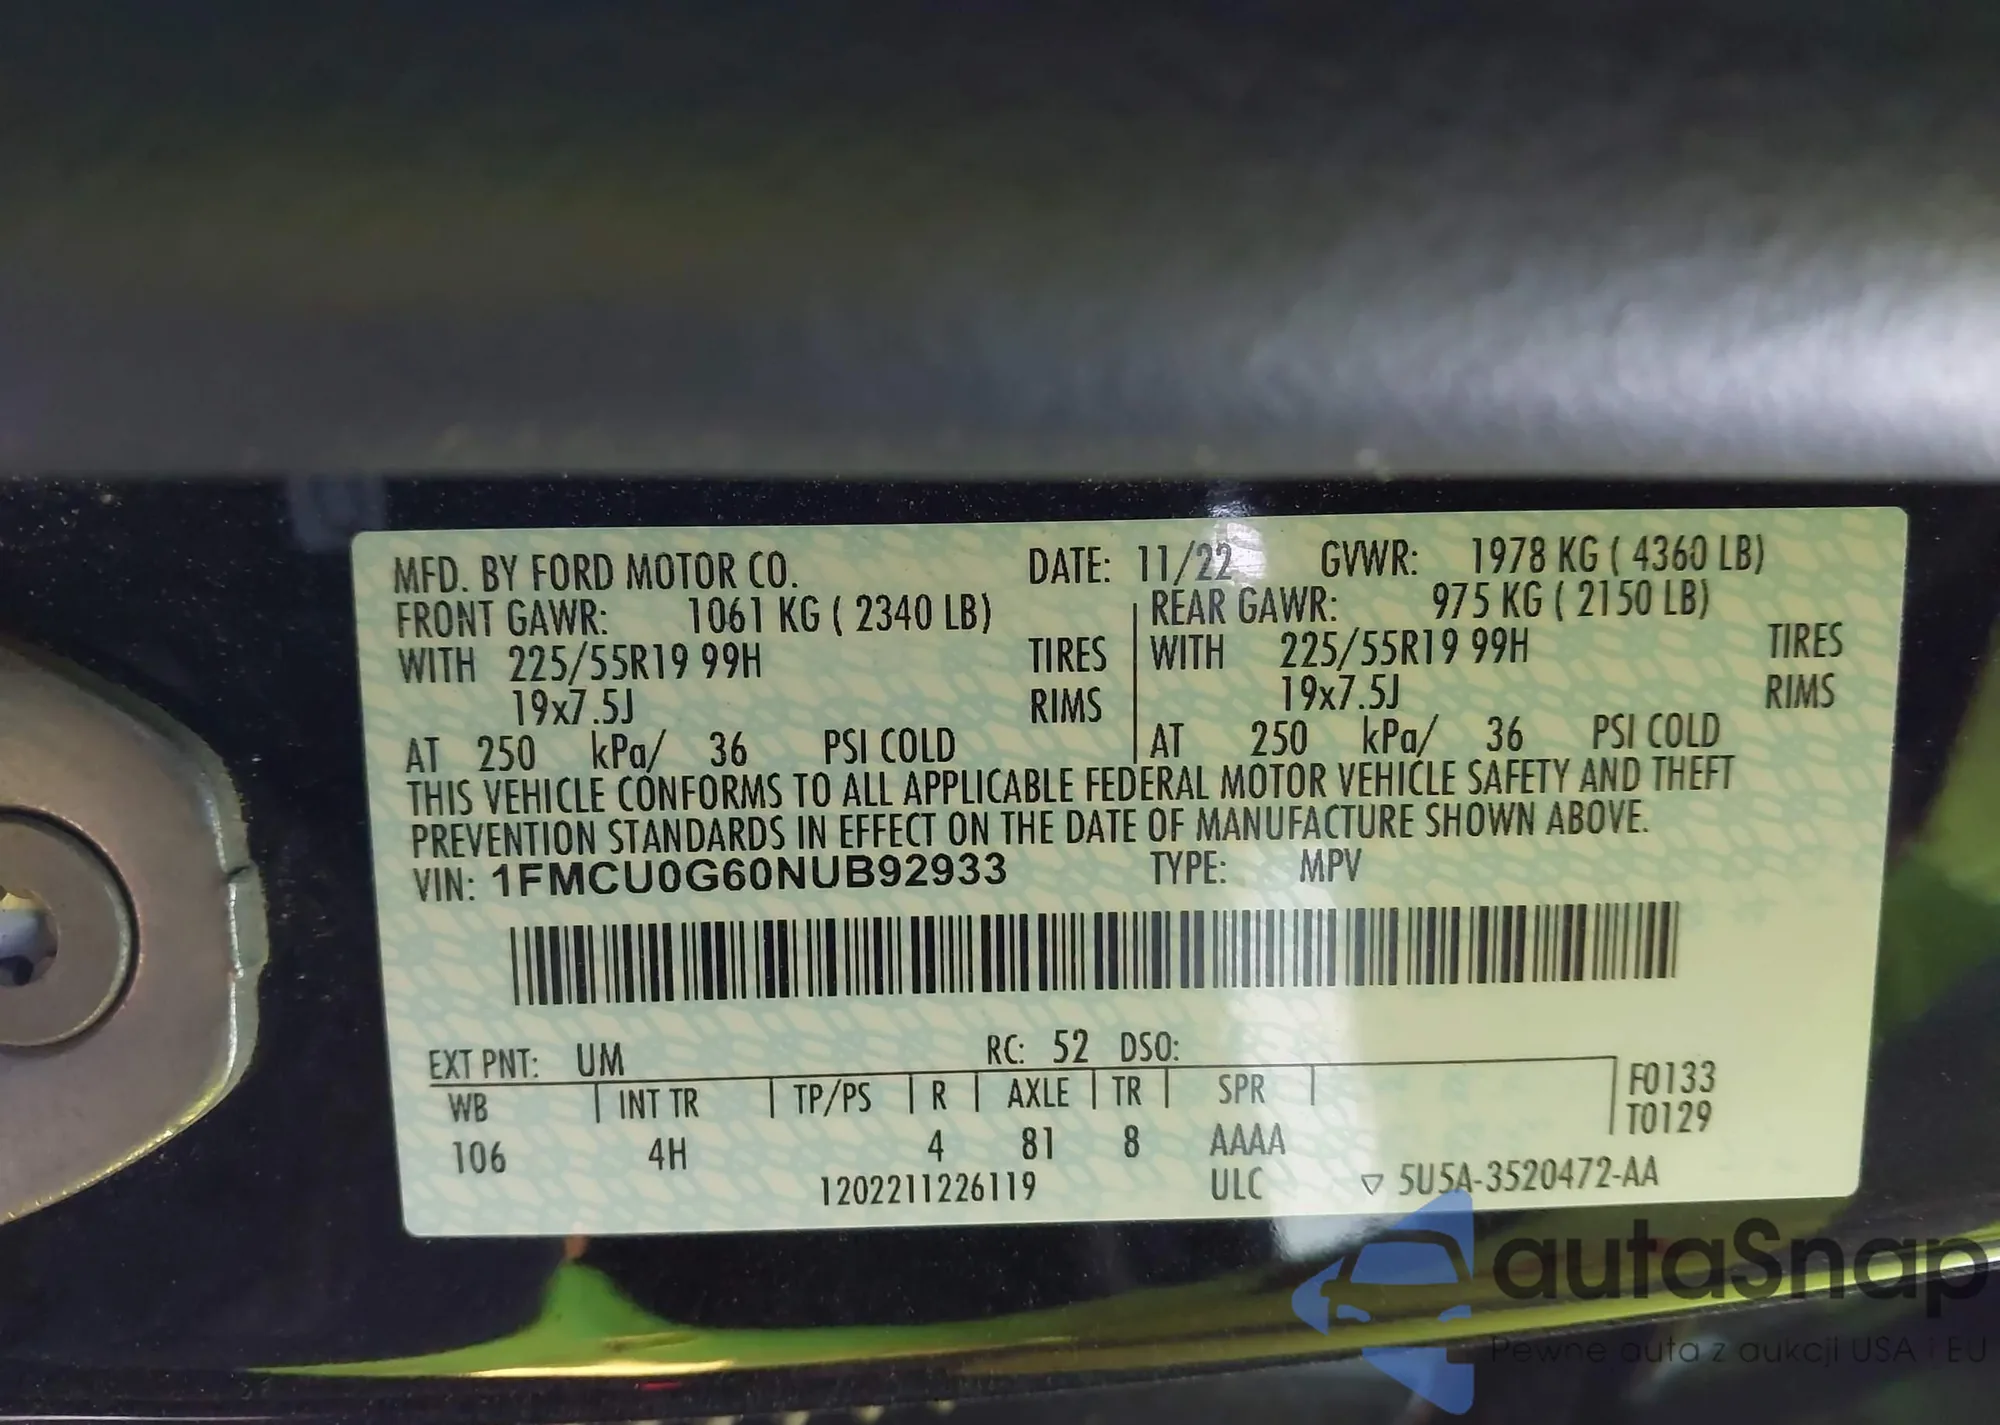 MFD. BY FORD MOTOR CO. DATE: 11/22 GVWR: 1978 KG ( 4360 LB)
FRONT GAWR: 1061 KG ( 2340 LB) REAR GAWR: 975 KG ( 2150 LB)
WITH 225/55R19 99H TIRES WITH 225/55R19 99H TIRES
19x7.5J RIMS 19x7.5J RIMS
AT 250 kPa/ 36 PSI COLD AT 250 kPa/ 36 PSI COLD
THIS VEHICLE CONFORMS TO ALL APPLICABLE FEDERAL MOTOR VEHICLE SAFETY AND THEFT
PREVENTION STANDARDS IN EFFECT ON THE DATE OF MANUFACTURE SHOWN ABOVE.
VIN: 1FMCU0G60NUB92933 TYPE: MPV
EXT PNT: UM RC: 52 DSO:
WB INT TR TP/PS R AXLE TR SPR F0133
T0129
106 4H 4 81 8 AAAA
1202211226119 ULC ▽ 5U5A-3520472-AA
autaSnap
Pewne auta z aukcji USA i EU